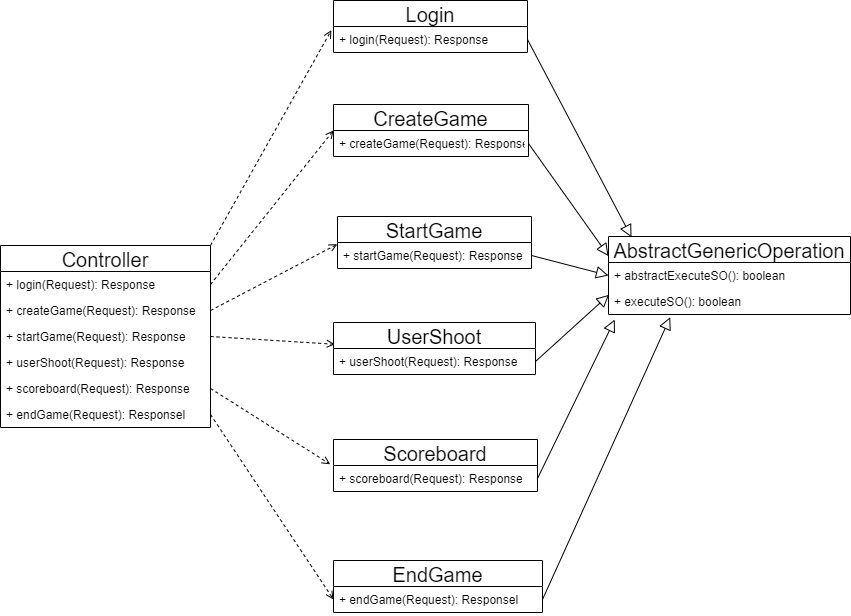 Login
+ login(Request): Response
CreateGame
+ createGame(Request): Response
StartGame
+ startGame(Request): Response
Controller
+ login(Request): Response
+ createGame(Request): Response
+ startGame(Request): Response
+ userShoot(Request): Response
+ scoreboard(Request): Response
+ endGame(Request): Responsel
AbstractGenericOperation
+ abstractExecuteSO(): boolean
+ executeSO(): boolean
UserShoot
+ userShoot(Request): Response
Scoreboard
+ scoreboard(Request): Response
EndGame
+ endGame(Request): Responsel